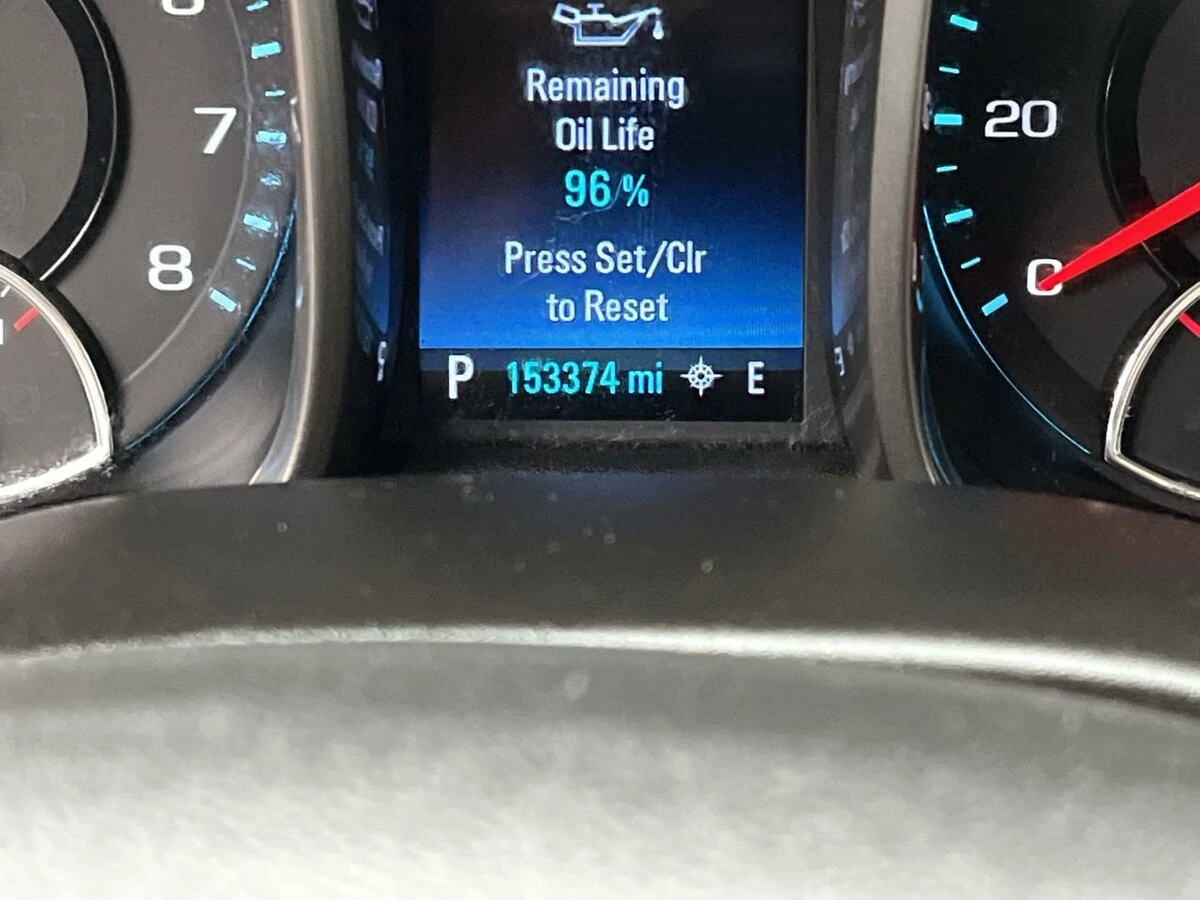 Remaining
Oil Life
96 %
Press Set/Clr
to Reset
P 153374 mi E
7
8
20
0